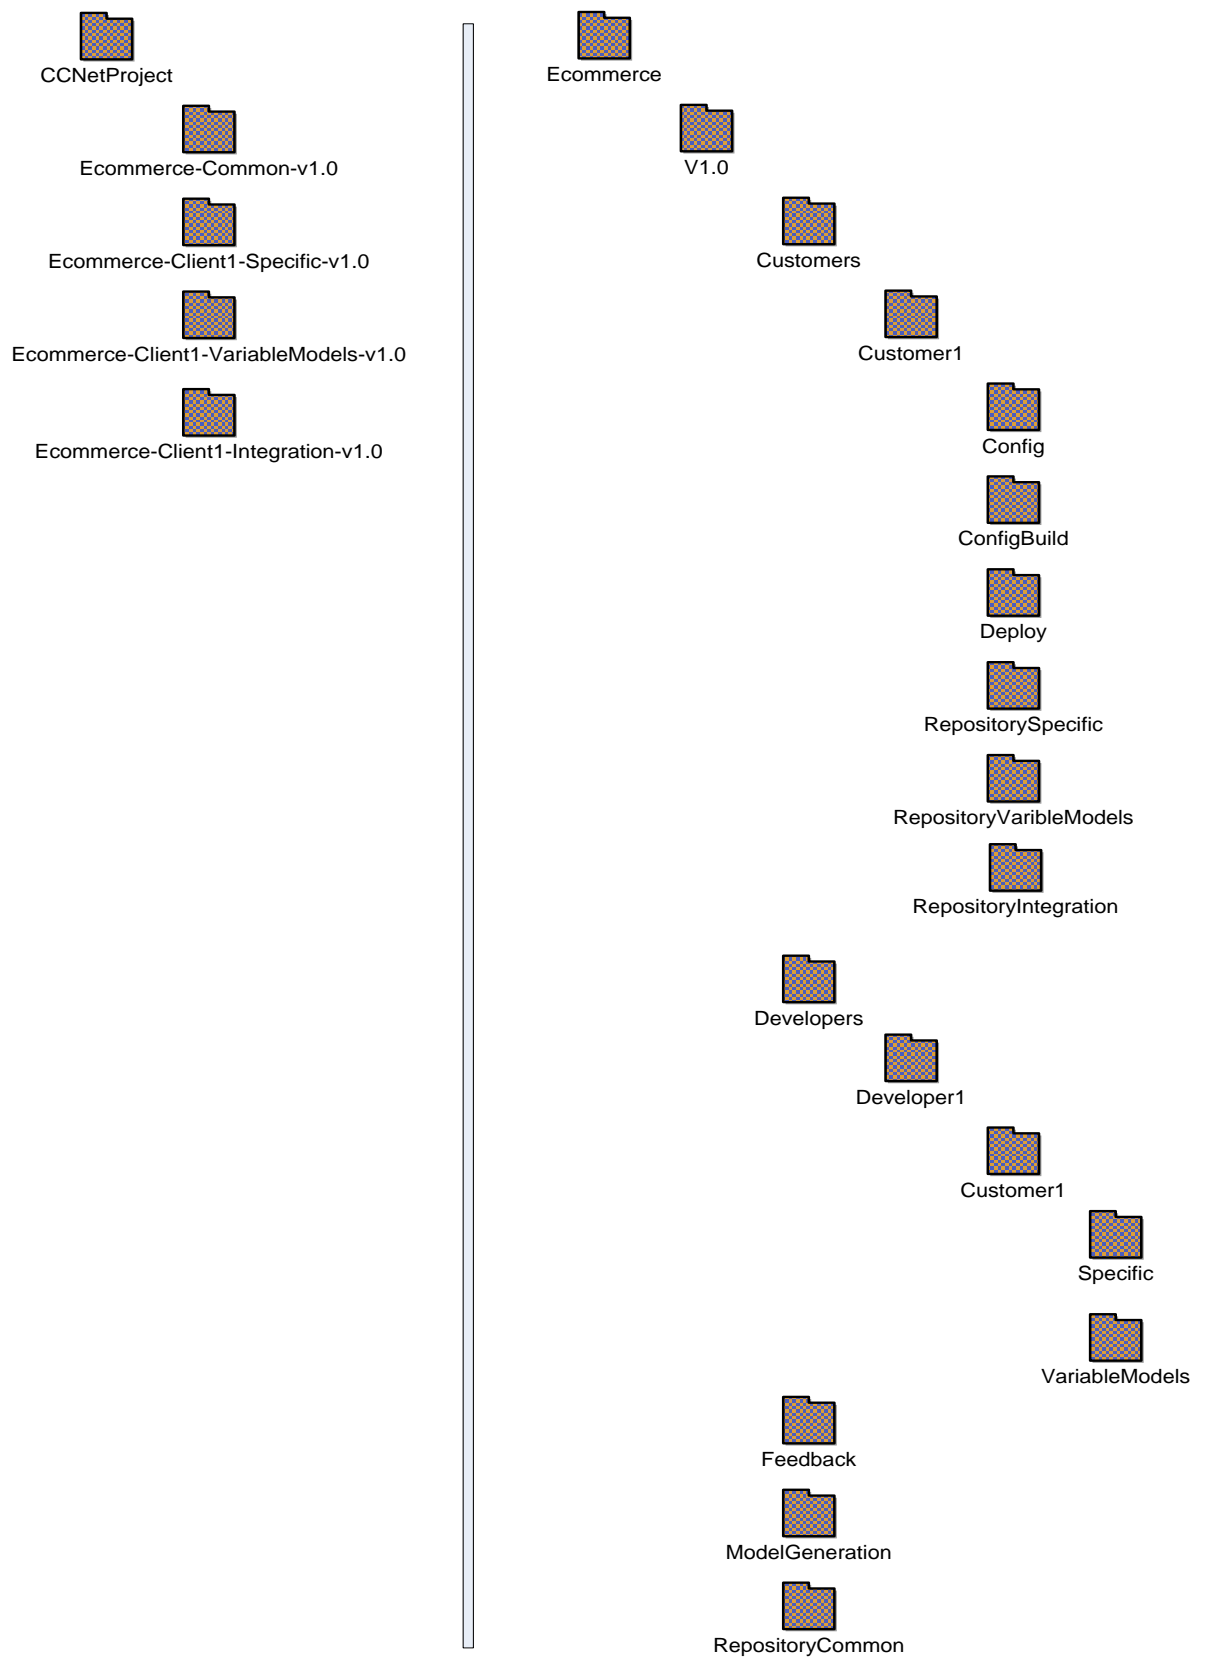 CCNetProject
Ecommerce-Common-v1.0
Ecommerce-Client1-Specific-v1.0
Ecommerce-Client1-VariableModels-v1.0
Ecommerce-Client1-Integration-v1.0
Ecommerce
V1.0
Customers
Customer1
Config
ConfigBuild
Deploy
RepositorySpecific
RepositoryVaribleModels
RepositoryIntegration
Developers
Developer1
Customer1
Specific
VariableModels
Feedback
ModelGeneration
RepositoryCommon